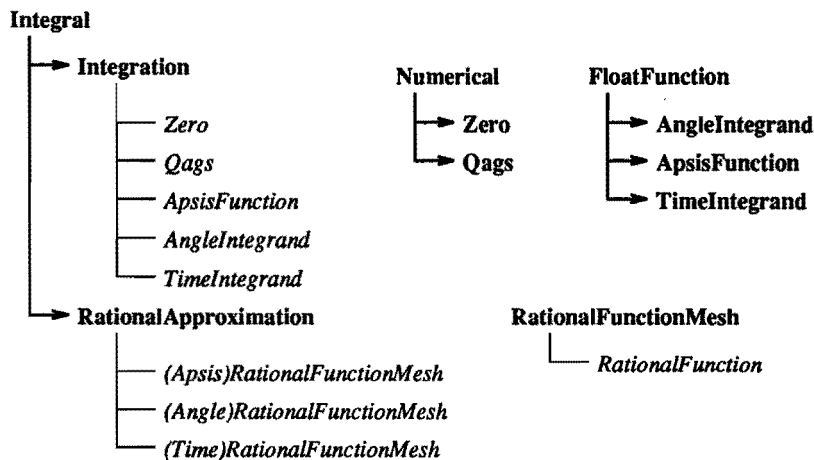 Integral
Integration
Zero
Qags
ApsisFunction
AngleIntegrand
TimeIntegrand
RationalApproximation
(Apsis)RationalFunctionMesh
(Angle)RationalFunctionMesh
(Time)RationalFunctionMesh
Numerical
Zero
Qags
FloatFunction
AngleIntegrand
ApsisFunction
TimeIntegrand
RationalFunctionMesh
RationalFunction